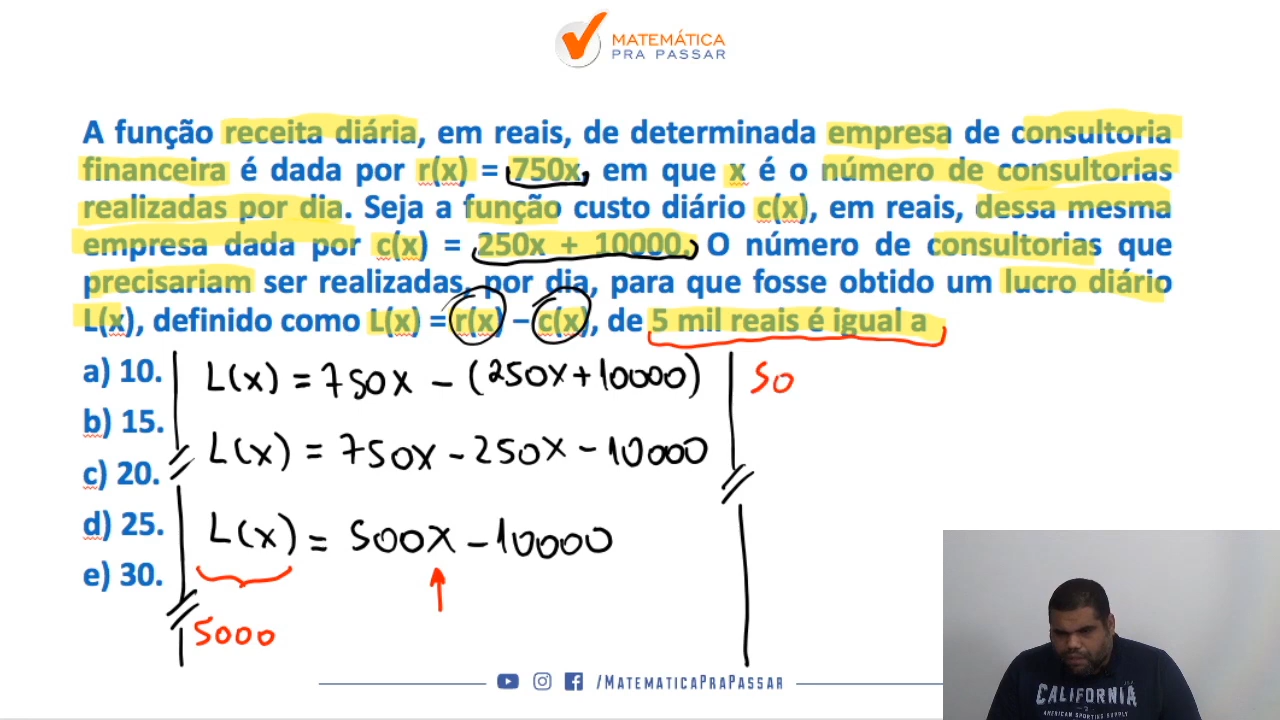 MATEMÁTICA
PRA PASSAR
A função receita diária, em reais, de determinada empresa de consultoria
financeira é dada por r(x) = 750x, em que x é o número de consultorias
realizadas por dia. Seja a função custo diário c(x), em reais, dessa mesma
empresa dada por c(x) = 250x + 10000. O número de consultorias que
precisariam ser realizadas, por dia, para que fosse obtido um lucro diário
L(x), definido como L(x) = r(x) – c(x), de 5 mil reais é igual a
a) 10.
b) 15.
c) 20.
d) 25.
e) 30.
L(x) = 750x - (250x + 10000)
L(x) = 750x - 250x - 10000
L(x) = 500x - 10000
5000
50
CALIFORNIA
AMERICAN SPORTING SUPPLY
/MATEMATICAPRAPASSAR